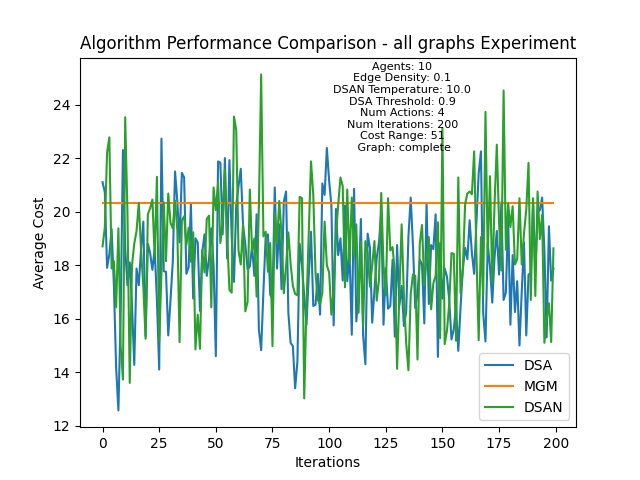 Algorithm Performance Comparison - all graphs Experiment
Agents: 10
Edge Density: 0.1
DSAN Temperature: 10.0
DSA Threshold: 0.9
Num Actions: 4
Num Iterations: 200
Cost Range: 51
Graph: complete
Average Cost
24
22
20
18
16
14
12
0
25
50
75
100
125
150
175
200
Iterations
DSA
MGM
DSAN